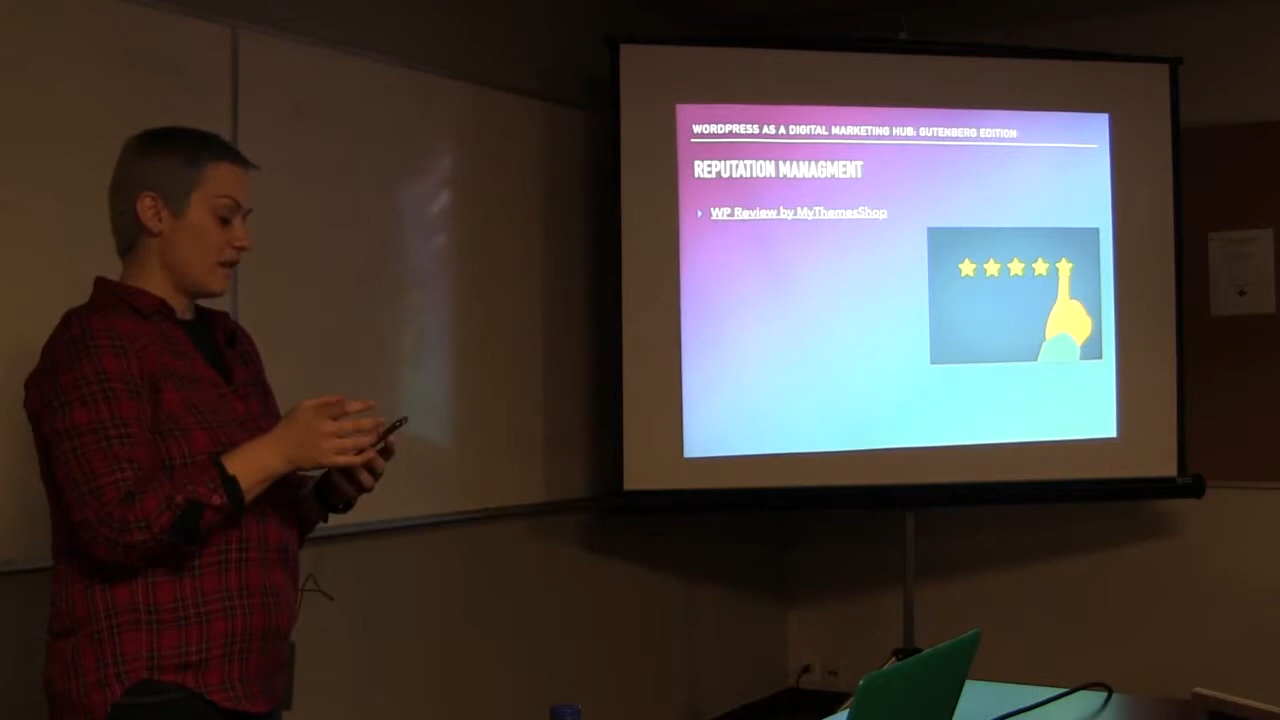 WORDPRESS AS A DIGITAL MARKETING HUB: GUTENBERG EDITION
REPUTATION MANAGMENT
WP Review by MyThemesShop